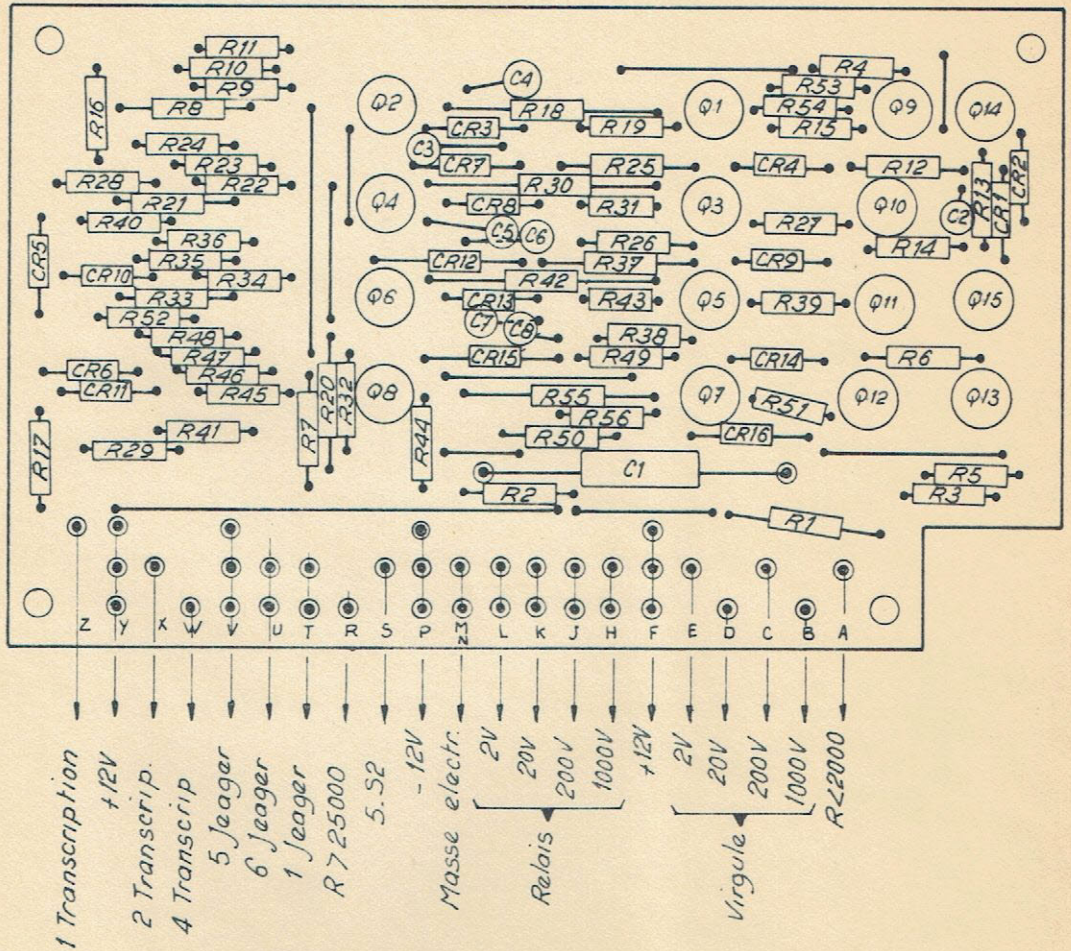 R11
R10
R9
R8
R16
R24
R23
R22
R28
R21
R40
R36
R35
R34
CR5
CR10
R33
R52
R48
R47
R46
R45
CR6
CR11
R41
R29
R17
R7
R20
R32
R44
Q2
Q4
Q6
Q8
C4
R18
CR3
R19
C3
CR7
R25
R30
CR8
R31
C5
C6
R26
CR12
R37
R42
CR13
R43
C7
C8
R38
CR15
R49
R55
R56
R50
C1
R2
Q1
Q3
Q5
Q7
R4
R53
R54
R15
Q9
Q14
CR4
R12
R13
CR1
CR2
C2
R27
Q10
R14
CR9
R39
Q11
Q15
CR14
R6
R51
Q12
Q13
CR16
R5
R3
R1
Z Y X W V U T R S P M N L K J H F E D C B A
1 Transcription
+12V
2 Transcrip.
4 Transcrip
5 Jeager
6 Jeager
1 Jeager
R>25000
5.S2
-12V
Masse electr.
2V
20V
200V
1000V
Relais
+12V
2V
20V
200V
1000V
Virgule
R<2000